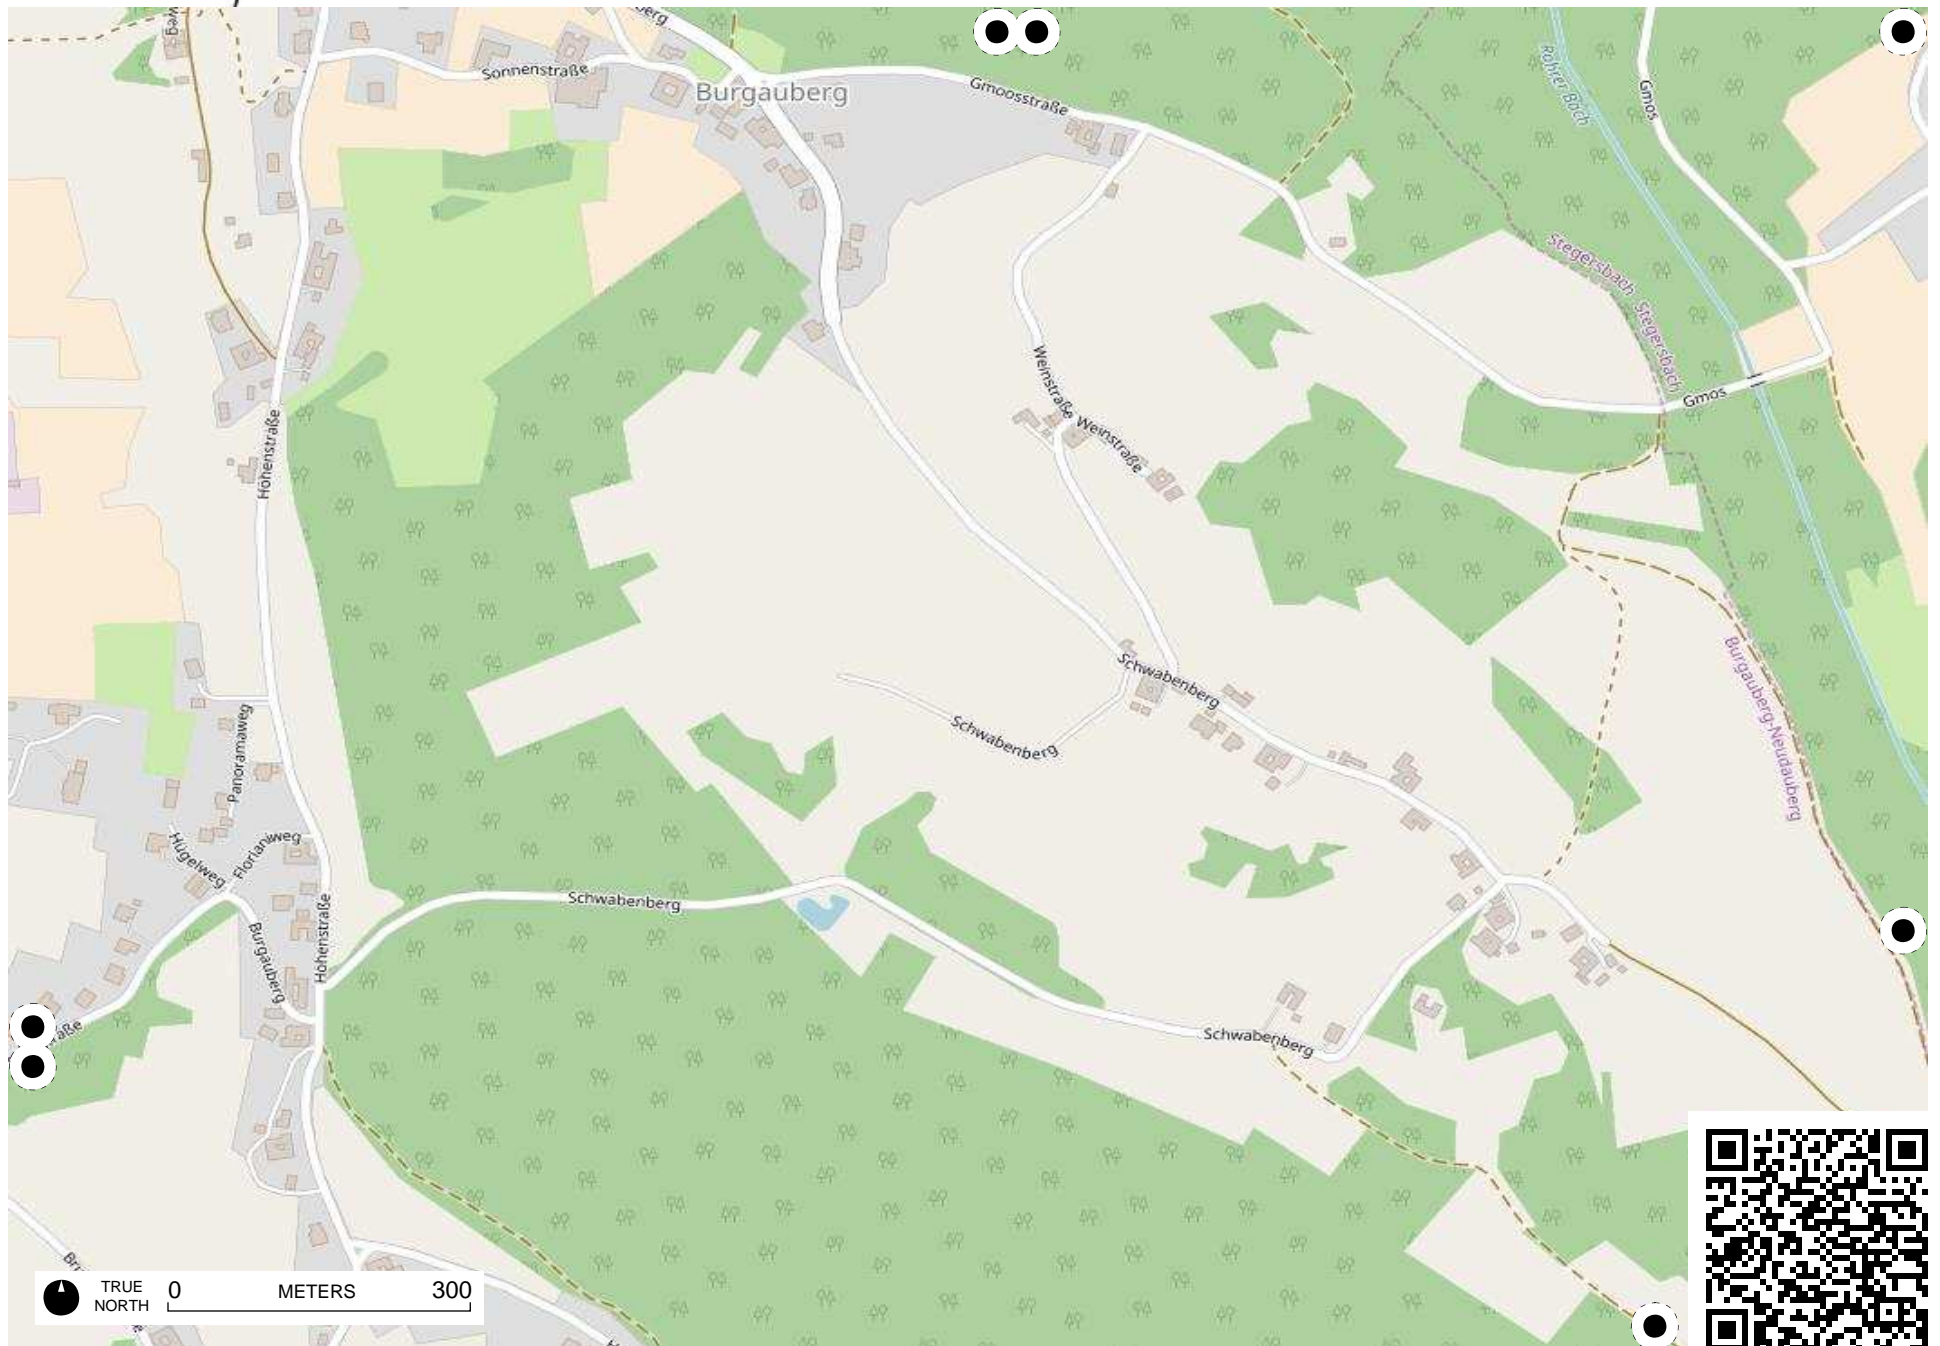 Sonnenstraße
Burgauberg
Gmoosstraße
Rohrer Bach
Gmos
Stegersbach
Stegersbach
Weinstraße
Weinstraße
Gmos
Höhenstraße
Schwabenberg
Schwabenberg
Burgauberg-Neudauberg
Panoramaweg
Hügelweg
Florianiweg
Schwabenberg
Höhenstraße
Burgauberg
Schwabenberg
TRUE NORTH
0 METERS 300